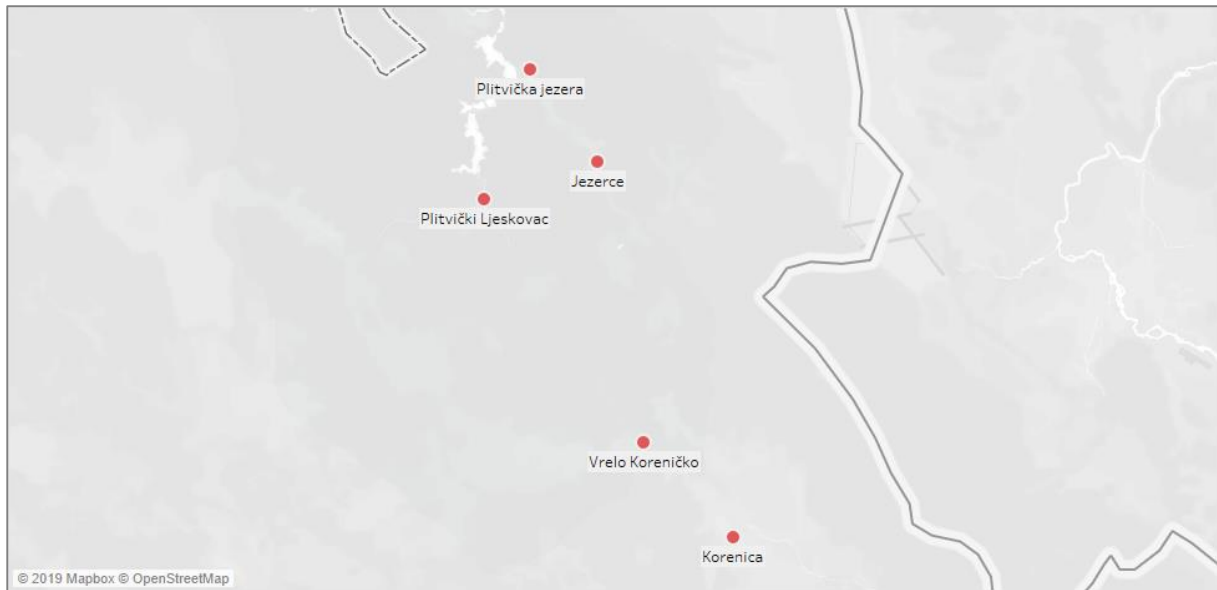 Plitvička jezera
Jezerce
Plitvički Ljeskovac
Vrelo Koreničko
Korenica
© 2019 Mapbox © OpenStreetMap